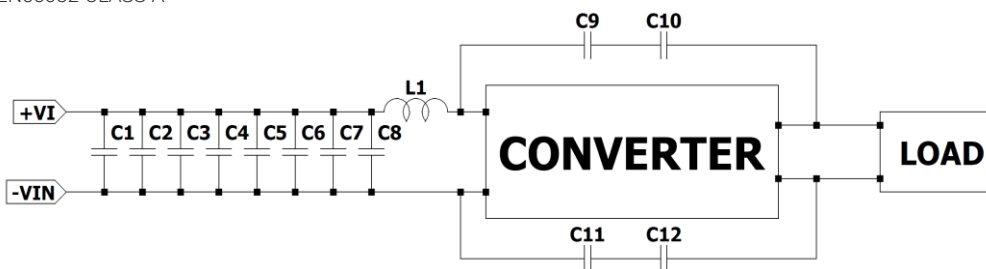 C9 C10
L1
+VI
C1 C2 C3 C4 C5 C6 C7 C8
CONVERTER
LOAD
-VIN
C11 C12